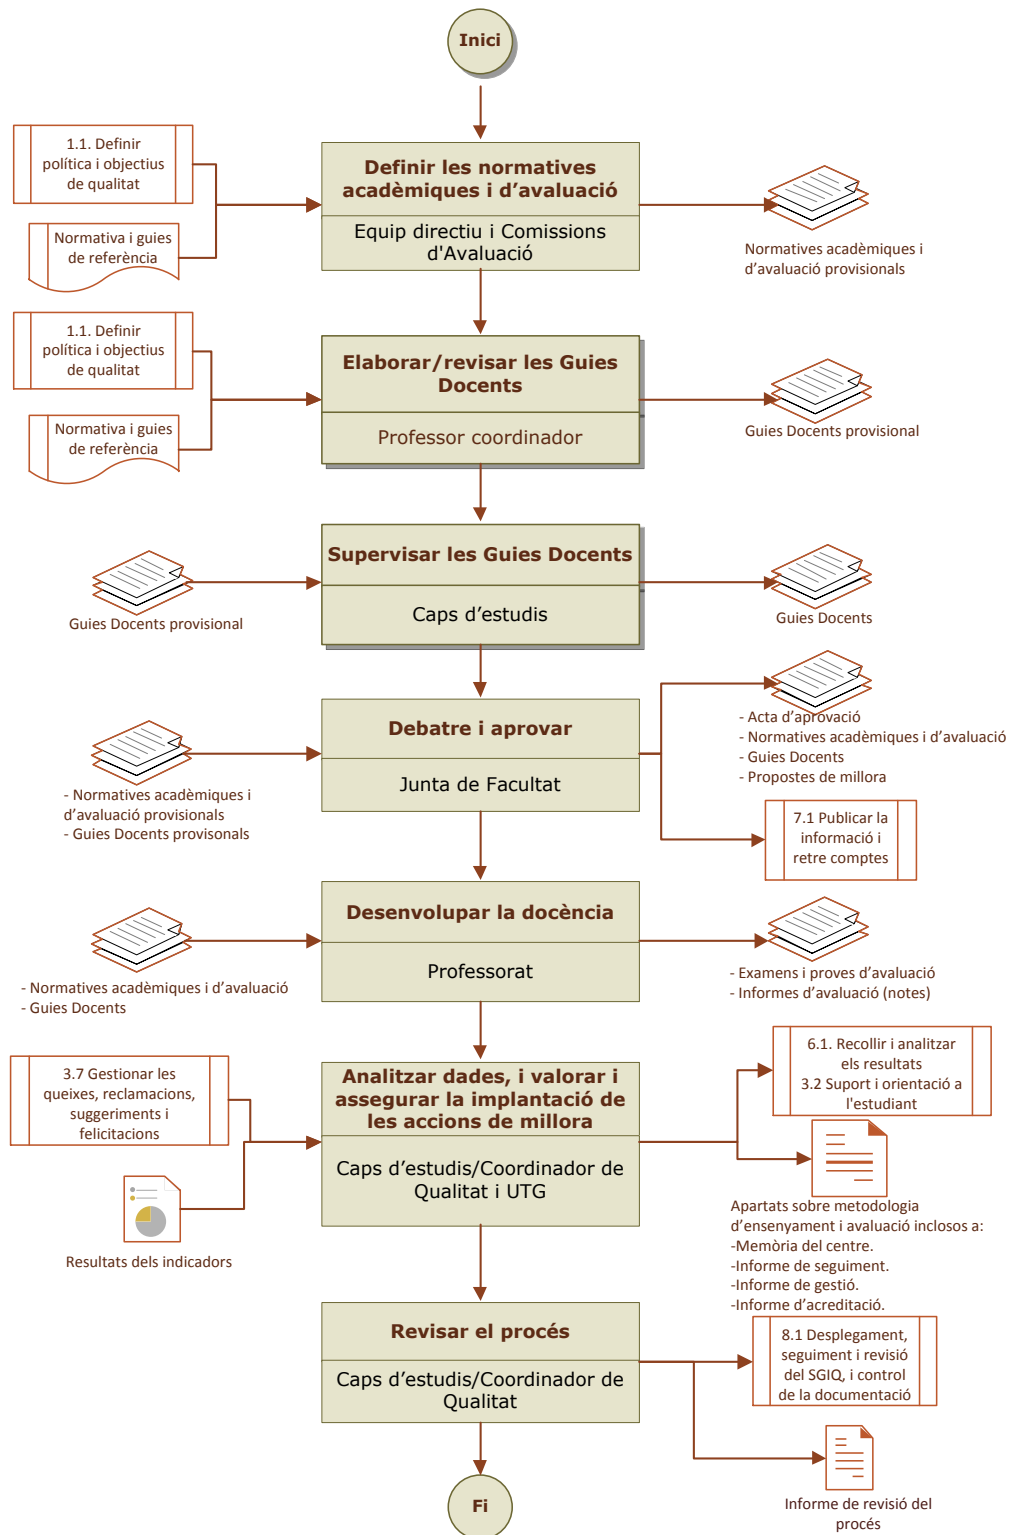 Inici
1.1. Definir
política i objectius
de qualitat
Normativa i guies
de referència
Definir les normatives
acadèmiques i d’avaluació
Equip directiu i Comissions
d'Avaluació
Normatives acadèmiques i
d’avaluació provisionals
1.1. Definir
política i objectius
de qualitat
Normativa i guies
de referència
Elaborar/revisar les Guies
Docents
Professor coordinador
Guies Docents provisional
Guies Docents provisional
Supervisar les Guies Docents
Caps d’estudis
Guies Docents
- Normatives acadèmiques i
d’avaluació provisionals
- Guies Docents provisonals
Debatre i aprovar
Junta de Facultat
- Acta d’aprovació
- Normatives acadèmiques i d’avaluació
- Guies Docents
- Propostes de millora
7.1 Publicar la
informació i
retre comptes
- Normatives acadèmiques i d’avaluació
- Guies Docents
Desenvolupar la docència
Professorat
- Examens i proves d’avaluació
- Informes d’avaluació (notes)
3.7 Gestionar les
queixes, reclamacions,
suggeriments i
felicitacions
Resultats dels indicadors
Analitzar dades, i valorar i
assegurar la implantació de
les accions de millora
Caps d’estudis/Coordinador de
Qualitat i UTG
6.1. Recollir i analitzar
els resultats
3.2 Suport i orientació a
l'estudiant
Apartats sobre metodologia
d’ensenyament i avaluació inclosos a:
-Memòria del centre.
-Informe de seguiment.
-Informe de gestió.
-Informe d’acreditació.
Revisar el procés
Caps d’estudis/Coordinador de
Qualitat
8.1 Desplegament,
seguiment i revisió
del SGIQ, i control
de la documentació
Informe de revisió del
procés
Fi